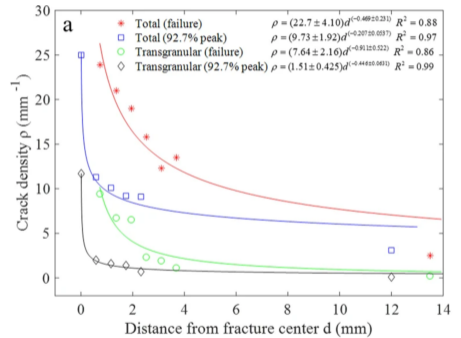 a
Total (failure) ρ = (22.7±4.10)d^(−0.469±0.231) R² = 0.88
Total (92.7% peak) ρ = (9.73±1.92)d^(−0.207±0.0337) R² = 0.97
Transgranular (failure) ρ = (7.64±2.16)d^(−0.911±0.522) R² = 0.86
Transgranular (92.7% peak) ρ = (1.51±0.425)d^(−0.448±0.0631) R² = 0.99
Crack density ρ (mm⁻¹)
30
25
20
15
10
5
0
0 2 4 6 8 10 12 14
Distance from fracture center d (mm)